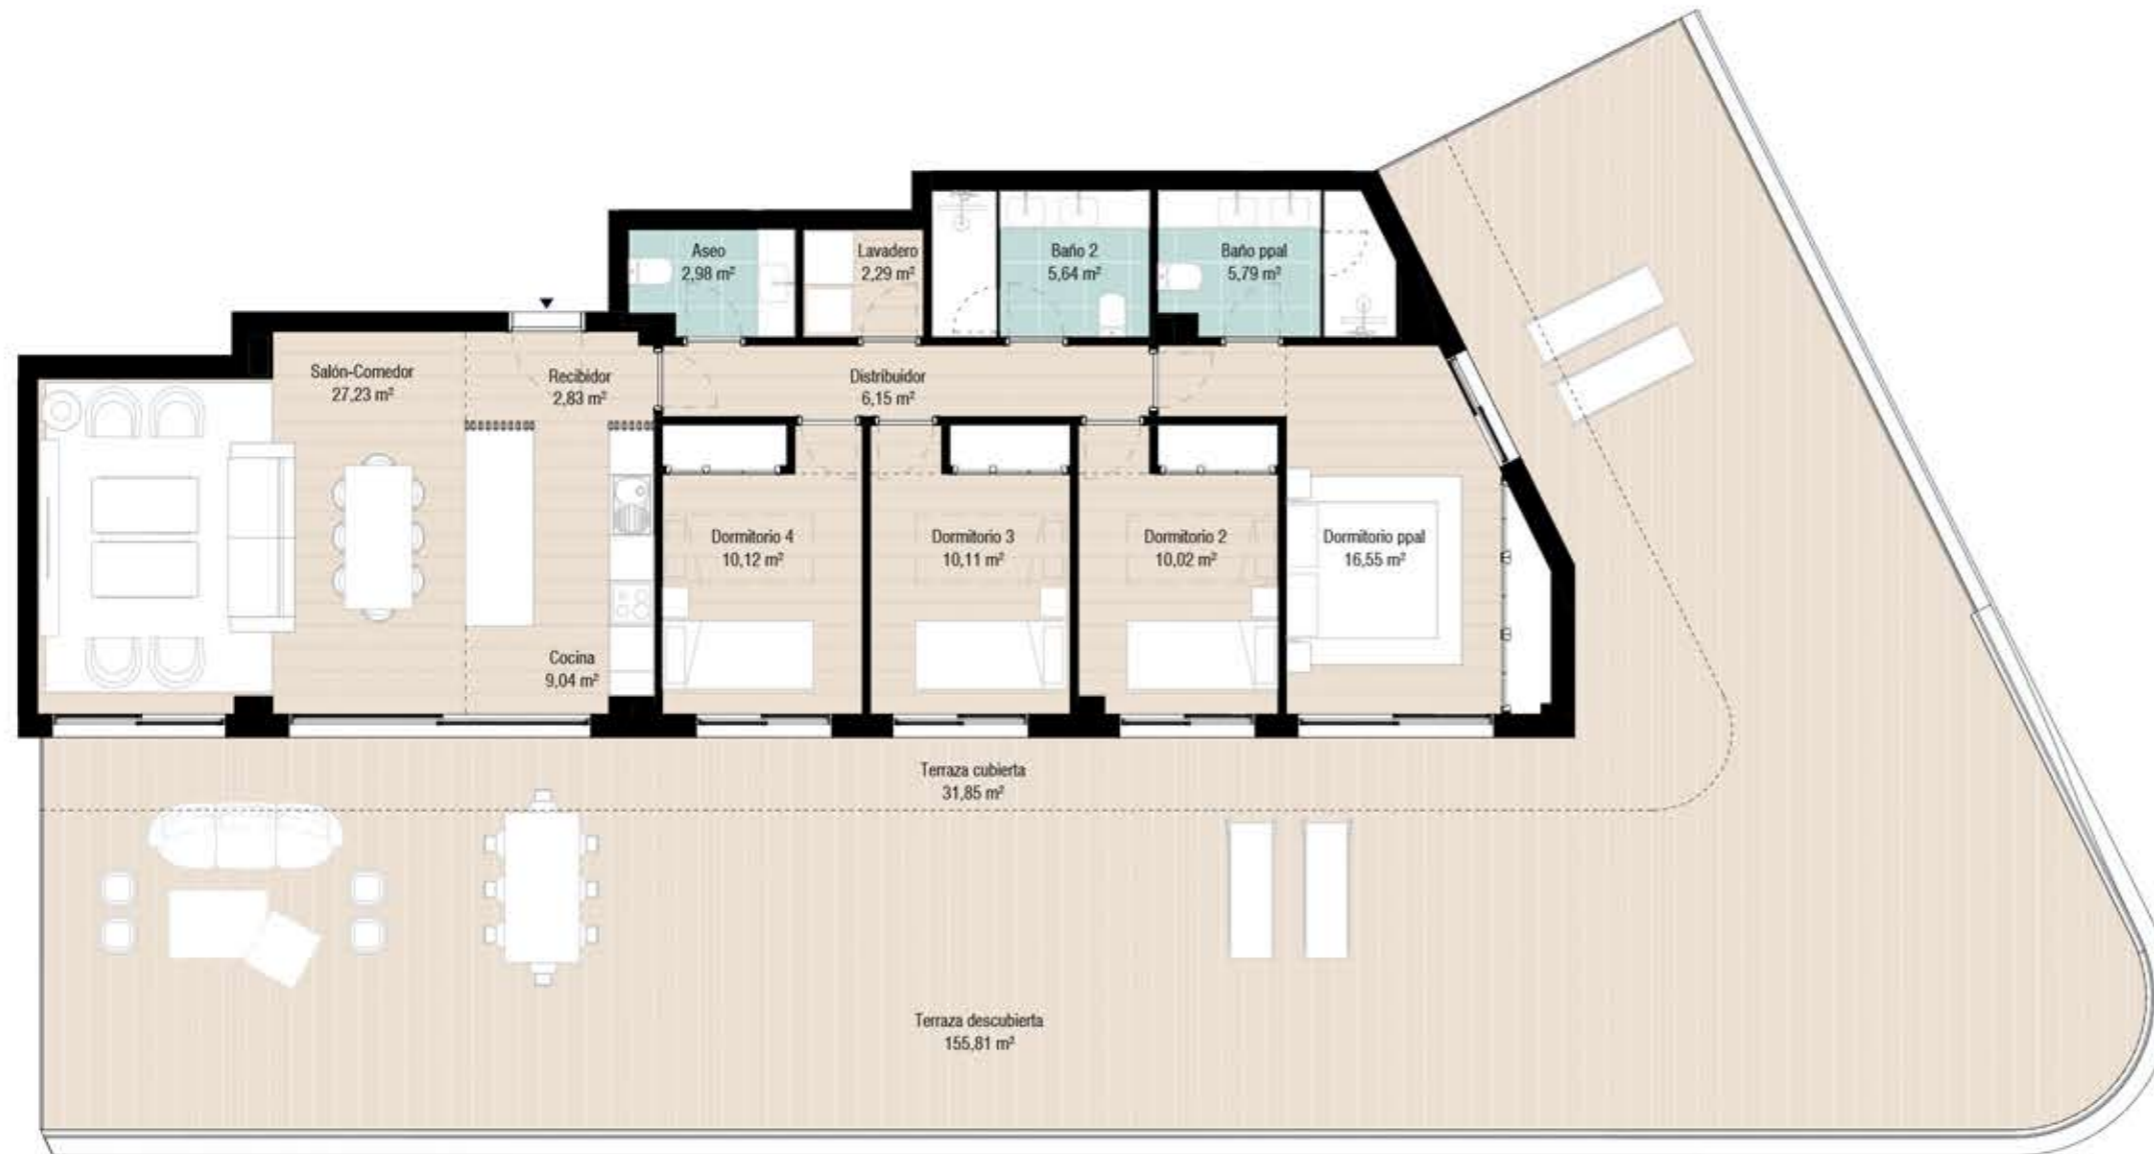 Aseo
2,98 m²
Lavadero
2,29 m²
Baño 2
5,64 m²
Baño ppal
5,79 m²
Salón-Comedor
27,23 m²
Recibidor
2,83 m²
Distribuidor
6,15 m²
Dormitorio 4
10,12 m²
Dormitorio 3
10,11 m²
Dormitorio 2
10,02 m²
Dormitorio ppal
16,55 m²
Cocina
9,04 m²
Terraza cubierta
31,85 m²
Terraza descubierta
155,81 m²